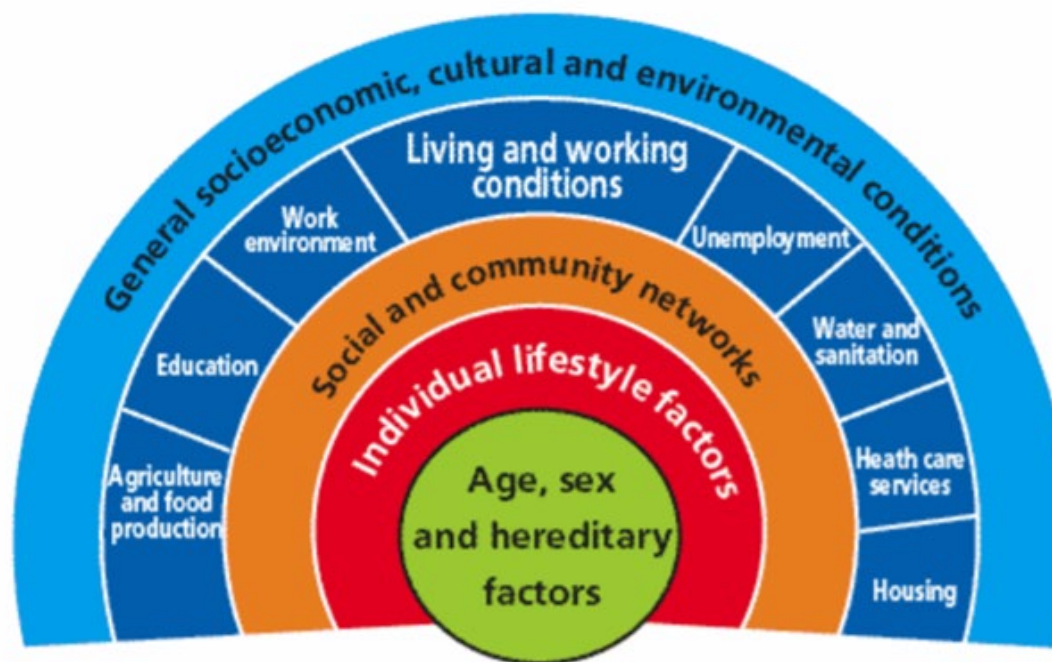 General socioeconomic, cultural and environmental conditions
Living and working
conditions
Work
environment
Unemployment
Education
Water and
sanitation
Agriculture
and food
production
Heath care
services
Housing
Social and community networks
Individual lifestyle factors
Age, sex
and hereditary
factors